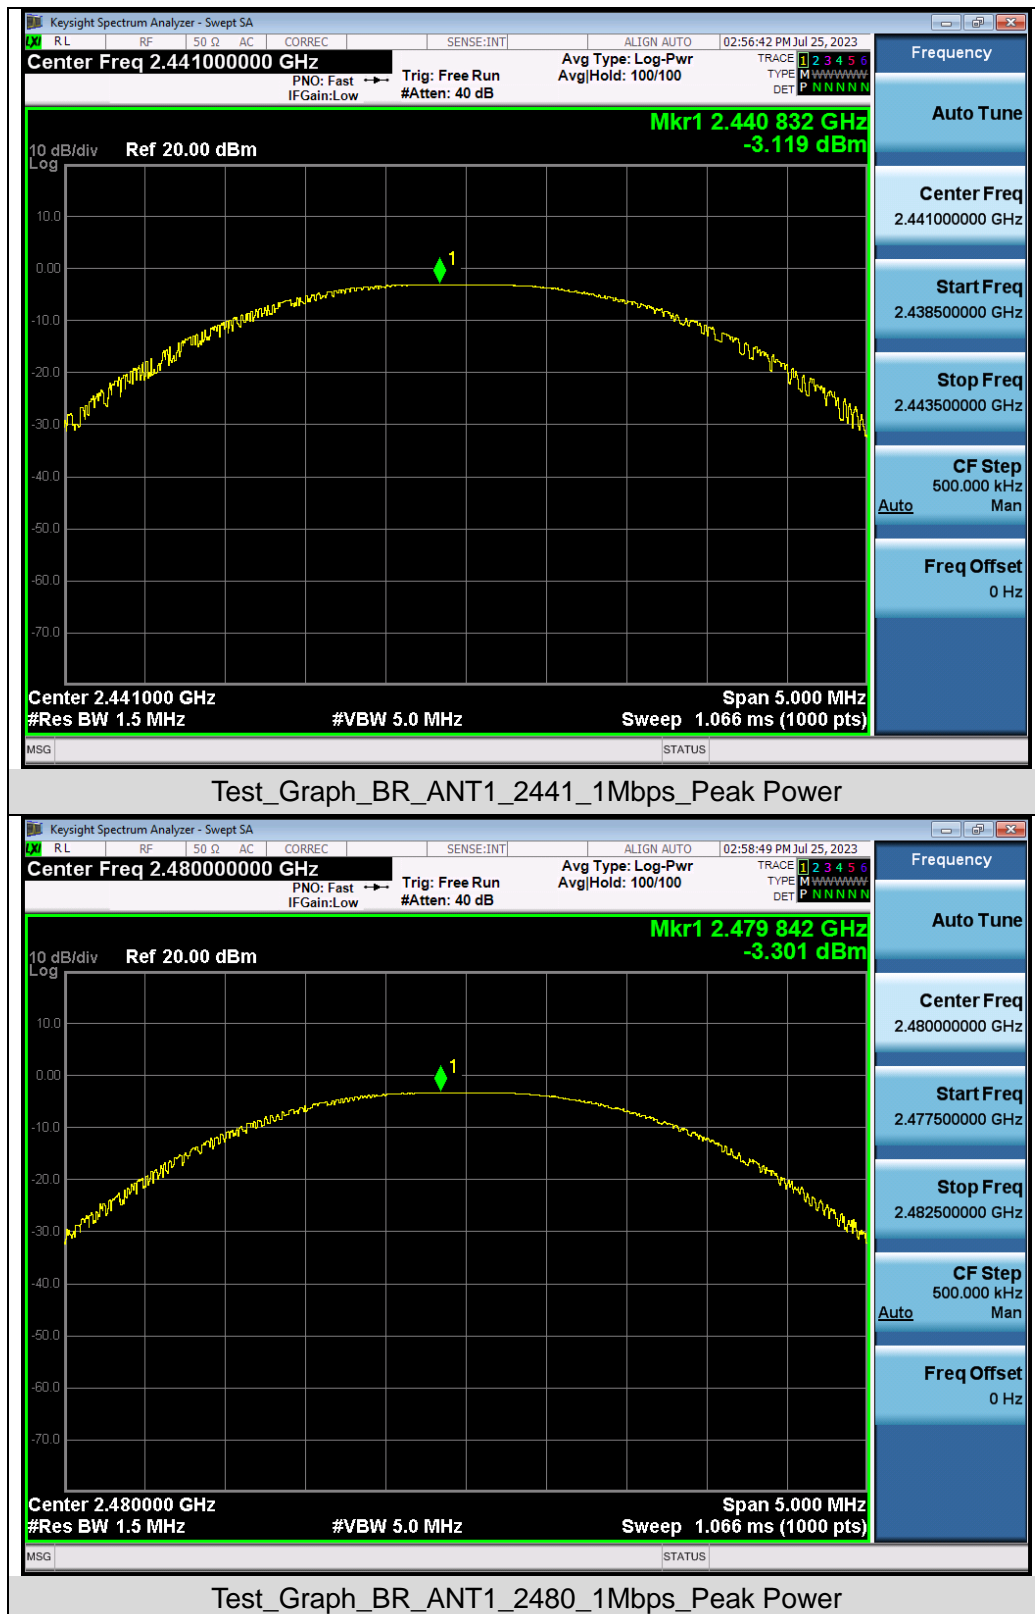 Keysight Spectrum Analyzer - Swept SA
LXI RL RF 50 Ω AC CORREC SENSE:INT ALIGN AUTO 02:56:42 PM Jul 25, 2023
Center Freq 2.441000000 GHz
PNO: Fast
IFGain:Low
Trig: Free Run
#Atten: 40 dB
Avg Type: Log-Pwr
Avg|Hold: 100/100
TRACE 1 2 3 4 5 6
TYPE M WWWWW
DET P N N N N N
Mkr1 2.440 832 GHz
-3.119 dBm
10 dB/div Ref 20.00 dBm
Log
10.0
0.00
-10.0
-20.0
-30.0
-40.0
-50.0
-60.0
-70.0
1
Center 2.441000 GHz Span 5.000 MHz
#Res BW 1.5 MHz #VBW 5.0 MHz Sweep 1.066 ms (1000 pts)
MSG STATUS
Frequency
Auto Tune
Center Freq
2.441000000 GHz
Start Freq
2.438500000 GHz
Stop Freq
2.443500000 GHz
CF Step
500.000 kHz
Auto Man
Freq Offset
0 Hz
Test_Graph_BR_ANT1_2441_1Mbps_Peak Power
Keysight Spectrum Analyzer - Swept SA
LXI RL RF 50 Ω AC CORREC SENSE:INT ALIGN AUTO 02:58:49 PM Jul 25, 2023
Center Freq 2.480000000 GHz
PNO: Fast
IFGain:Low
Trig: Free Run
#Atten: 40 dB
Avg Type: Log-Pwr
Avg|Hold: 100/100
TRACE 1 2 3 4 5 6
TYPE M WWWWW
DET P N N N N N
Mkr1 2.479 842 GHz
-3.301 dBm
10 dB/div Ref 20.00 dBm
Log
10.0
0.00
-10.0
-20.0
-30.0
-40.0
-50.0
-60.0
-70.0
1
Center 2.480000 GHz Span 5.000 MHz
#Res BW 1.5 MHz #VBW 5.0 MHz Sweep 1.066 ms (1000 pts)
MSG STATUS
Frequency
Auto Tune
Center Freq
2.480000000 GHz
Start Freq
2.477500000 GHz
Stop Freq
2.482500000 GHz
CF Step
500.000 kHz
Auto Man
Freq Offset
0 Hz
Test_Graph_BR_ANT1_2480_1Mbps_Peak Power